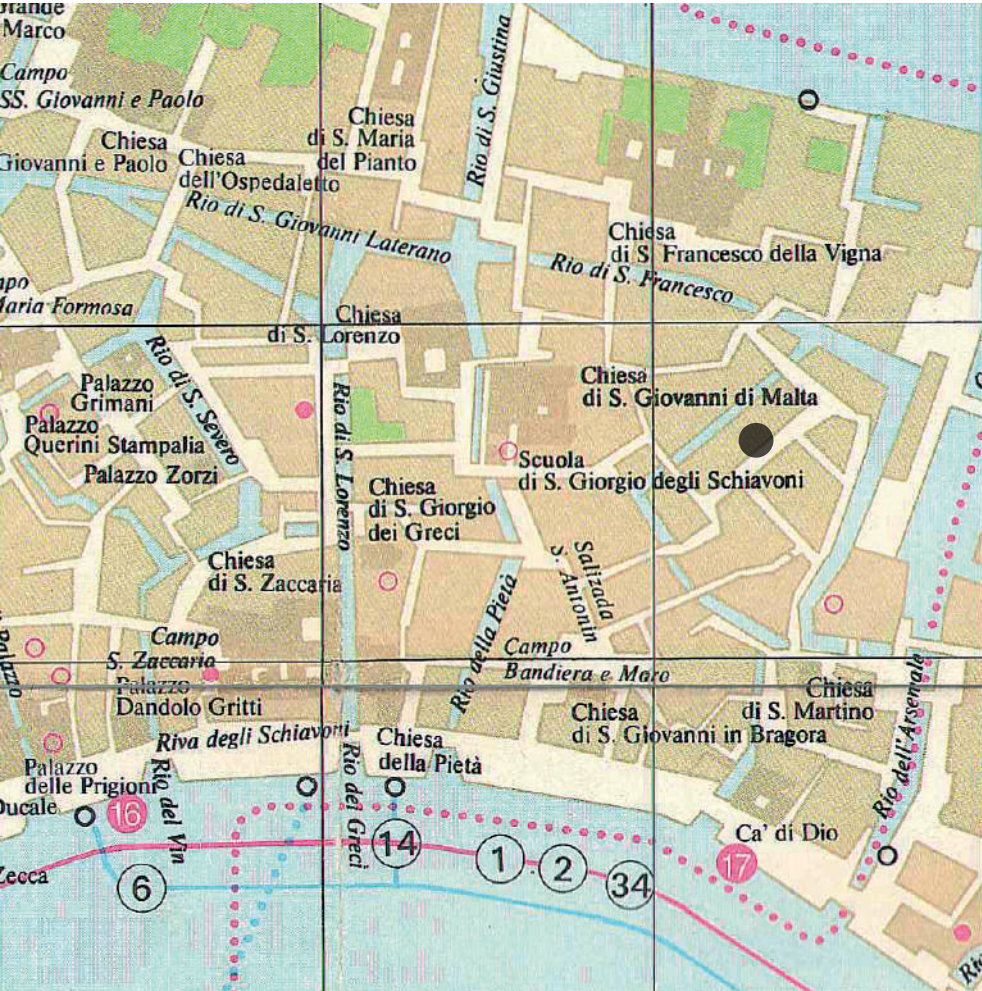 Marco
Campo
SS. Giovanni e Paolo
Chiesa
Giovanni e Paolo
Chiesa
dell'Ospedaletto
Chiesa
di S. Maria
del Pianto
Rio di S. Giustina
Rio di S. Giovanni Laterano
Chiesa
di S. Francesco della Vigna
Rio di S. Francesco
Maria Formosa
Chiesa
di S. Lorenzo
Rio di S. Severo
Palazzo
Grimani
Palazzo
Querini Stampalia
Palazzo Zorzi
Rio di S. Lorenzo
Chiesa
di S. Giovanni di Malta
Scuola
di S. Giorgio degli Schiavoni
Chiesa
di S. Giorgio
dei Greci
Chiesa
di S. Zaccaria
Salizada
S. Antonin
Rio della Pietà
Campo
S. Zaccaria
Campo
Bandiera e Moro
Palazzo
Palazzo
Dandolo Gritti
Chiesa
di S. Martino
Chiesa
di S. Giovanni in Bragora
Rio dell'Arsenale
Riva degli Schiavoni
Chiesa
della Pietà
Palazzo
delle Prigioni
Ducale
Rio del Vin
Rio dei Greci
Ca' di Dio
Zecca
16
14
1
2
34
17
6
Rio